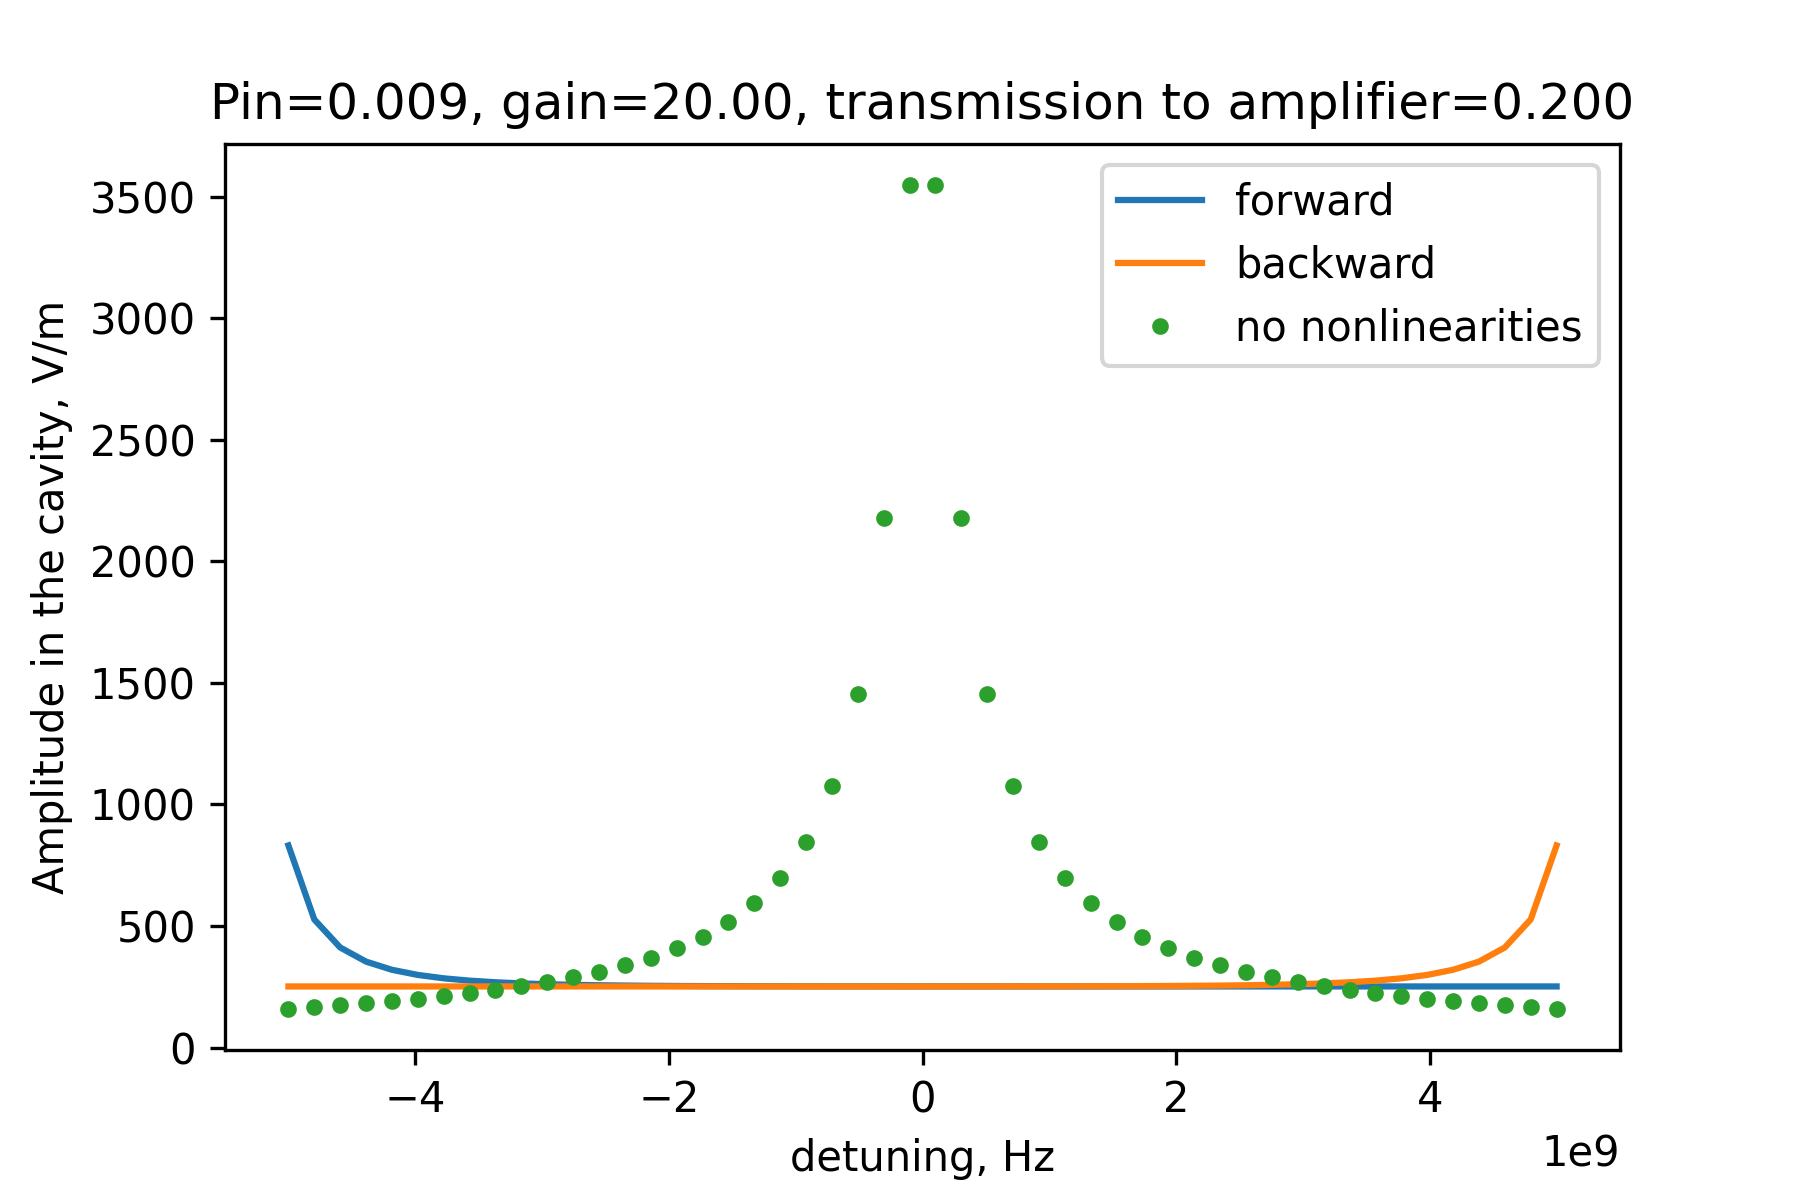 Pin=0.009, gain=20.00, transmission to amplifier=0.200
forward
backward
no nonlinearities
Amplitude in the cavity, V/m
3500
3000
2500
2000
1500
1000
500
0
−4
−2
0
2
4
1e9
detuning, Hz